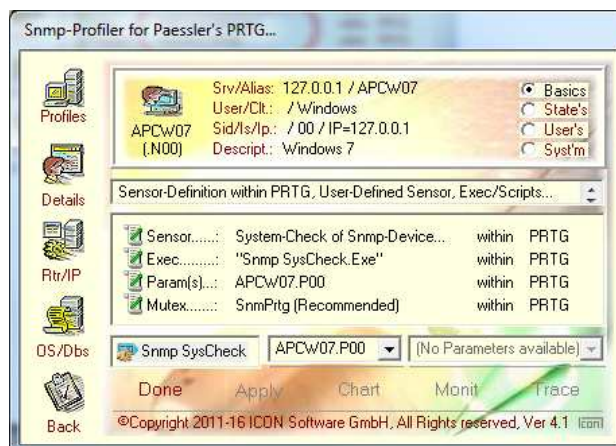 Snmp-Profiler for Paessler's PRTG...
Profiles
Details
Rtr/IP
OS/Dbs
Back
APCW07
(.N00)
Srv/Alias: 127.0.0.1 / APCW07
User/Clt.: / Windows
Sid/Is/Ip.: / 00 / IP=127.0.0.1
Descript.: Windows 7
Basics
State's
User's
Syst'm
Sensor-Definition within PRTG, User-Defined Sensor, Exec/Scripts...
Sensor.....: System-Check of Snmp-Device... within PRTG
Exec........: "Snmp SysCheck.Exe" within PRTG
Param(s)...: APCW07.P00 within PRTG
Mutex.......: SnmPrtg (Recommended) within PRTG
Snmp SysCheck APCW07.P00 (No Parameters available)
Done Apply Chart Monit Trace
©Copyright 2011-16 ICON Software GmbH, All Rights reserved, Ver 4.1 Icon